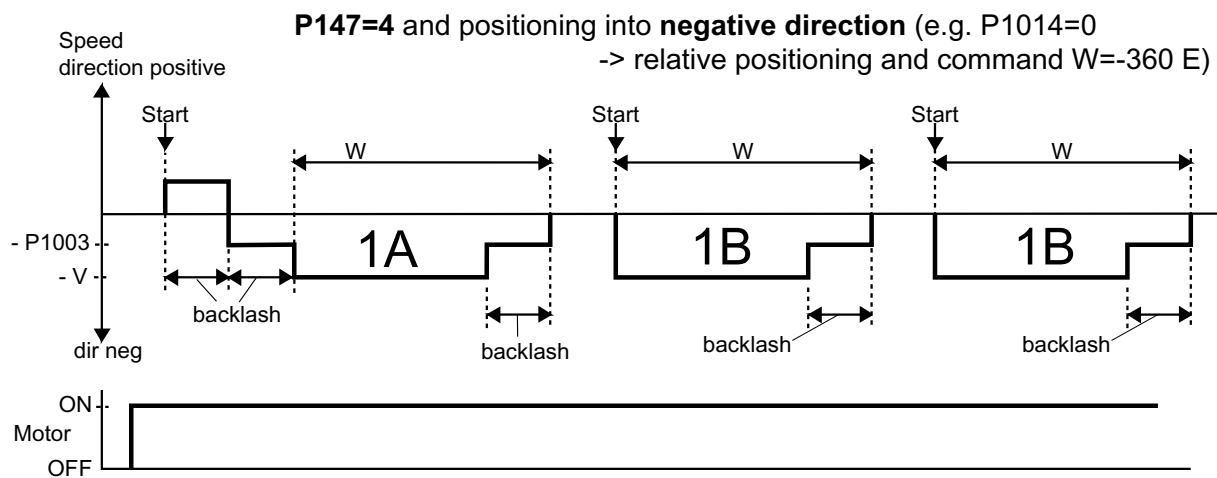 P147=4 and positioning into negative direction (e.g. P1014=0
-> relative positioning and command W=-360 E)
Speed
direction positive
Start
Start
Start
W
W
W
- P1003
1A
1B
1B
- V
backlash
backlash
backlash
backlash
dir neg
ON
Motor
OFF